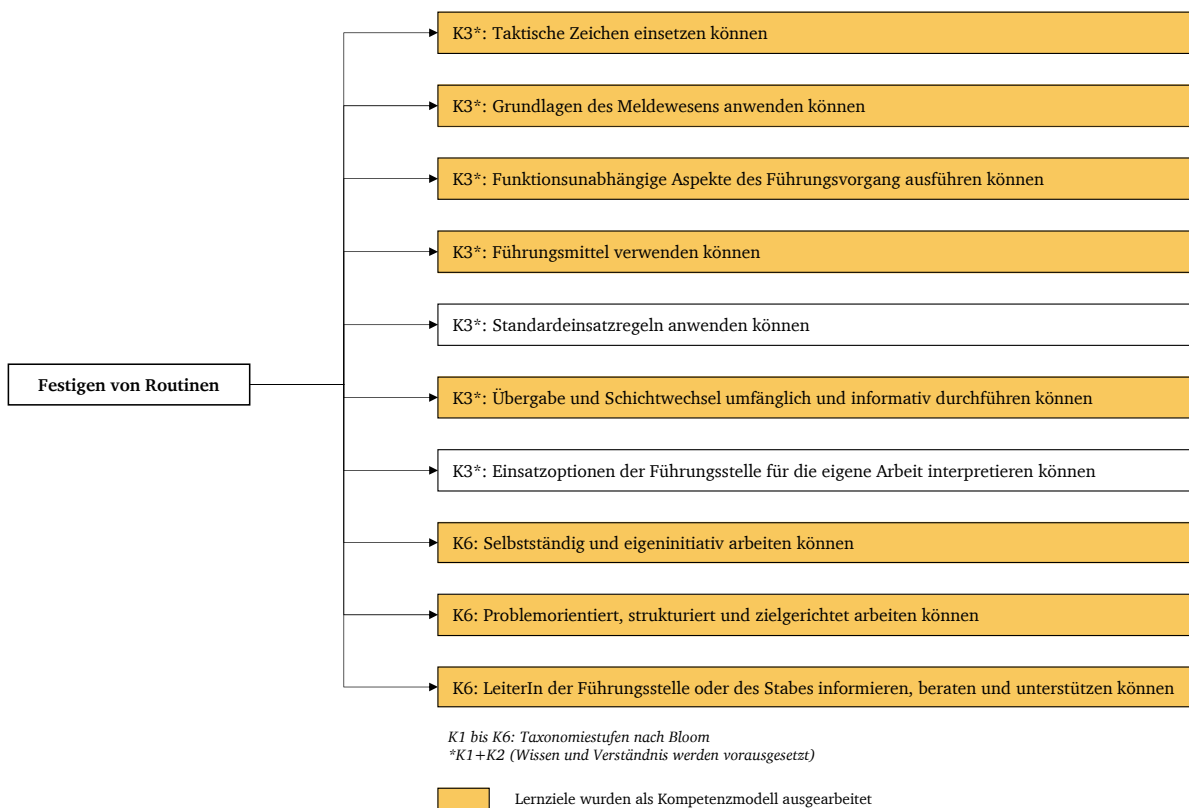 K3*: Taktische Zeichen einsetzen können
K3*: Grundlagen des Meldewesens anwenden können
K3*: Funktionsunabhängige Aspekte des Führungsvorgang ausführen können
K3*: Führungsmittel verwenden können
K3*: Standardeinsatzregeln anwenden können
Festigen von Routinen
K3*: Übergabe und Schichtwechsel umfänglich und informativ durchführen können
K3*: Einsatzoptionen der Führungsstelle für die eigene Arbeit interpretieren können
K6: Selbstständig und eigeninitiativ arbeiten können
K6: Problemorientiert, strukturiert und zielgerichtet arbeiten können
K6: LeiterIn der Führungsstelle oder des Stabes informieren, beraten und unterstützen können
K1 bis K6: Taxonomiestufen nach Bloom
*K1+K2 (Wissen und Verständnis werden vorausgesetzt)
Lernziele wurden als Kompetenzmodell ausgearbeitet